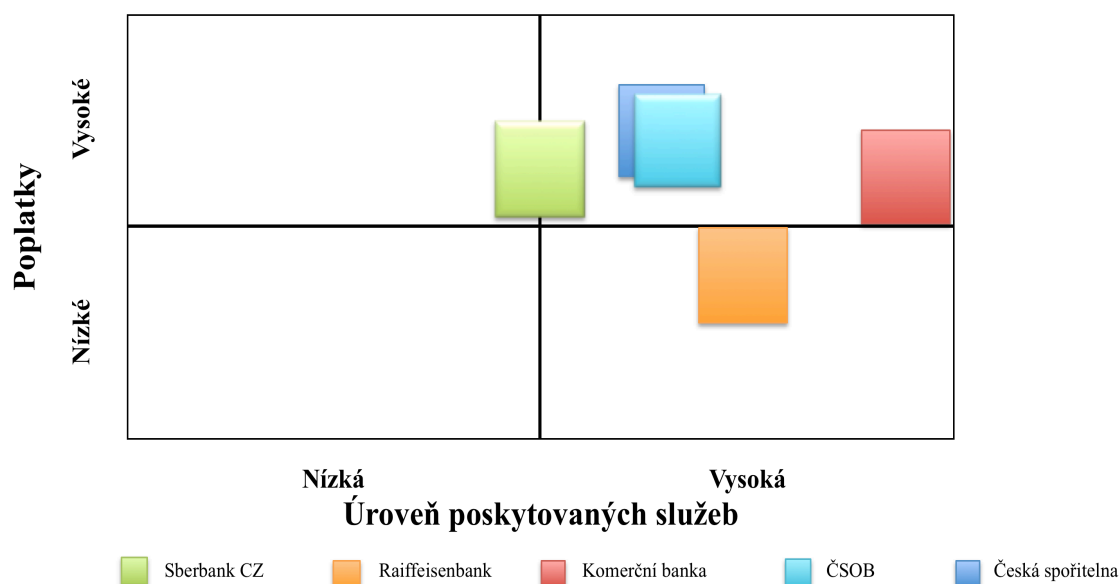 Poplatky
Vysoké
Nízké
Nízká
Vysoká
Úroveň poskytovaných služeb
Sberbank CZ
Raiffeisenbank
Komerční banka
ČSOB
Česká spořitelna